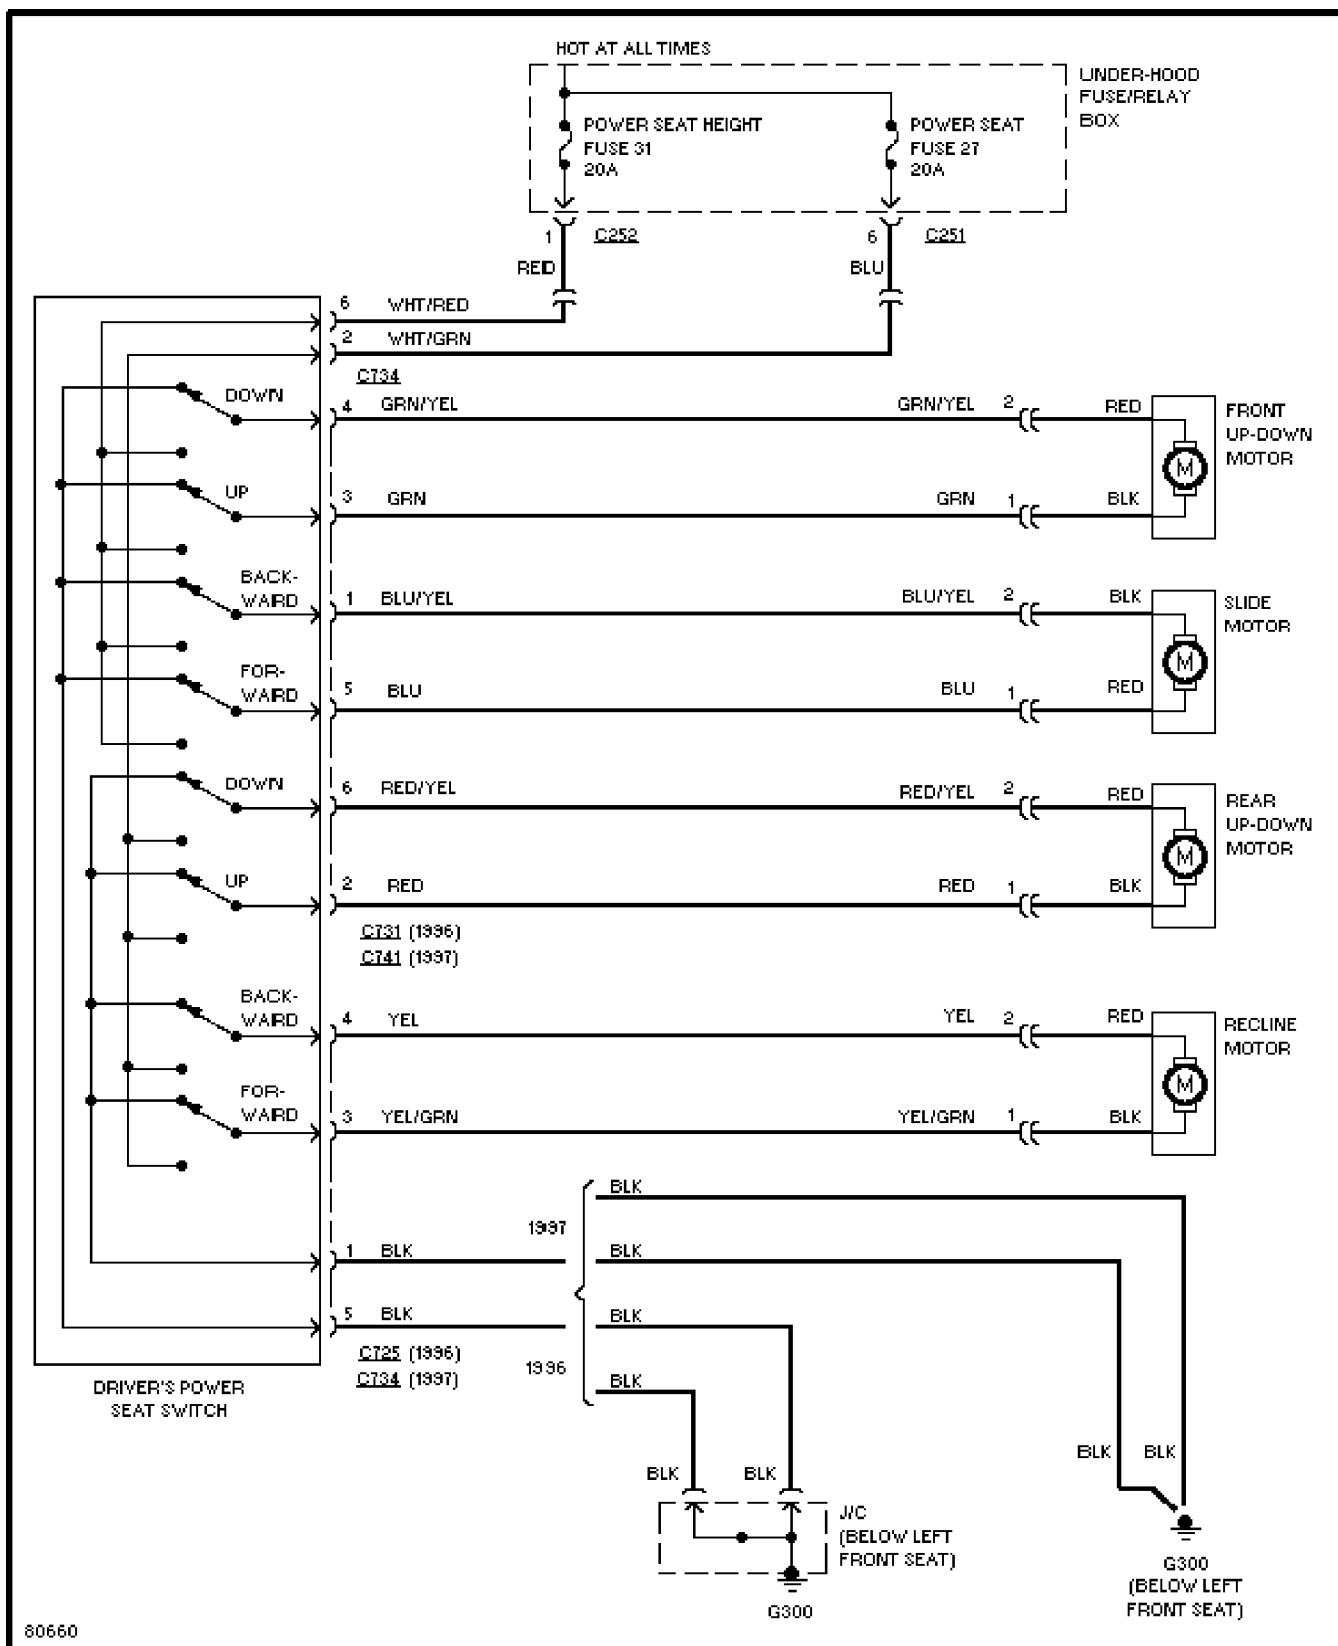 HOT AT ALL TIMES
UNDER-HOOD
FUSE/RELAY
BOX
POWER SEAT HEIGHT
FUSE 31
20A
POWER SEAT
FUSE 27
20A
1 C252
6 C251
RED
BLU
6 WHT/RED
2 WHT/GRN
C734
DOWN
4 GRN/YEL
GRN/YEL 2 RED
FRONT
UP-DOWN
MOTOR
M
UP
3 GRN
GRN 1 BLK
BACK-
WARD
1 BLU/YEL
BLU/YEL 2 BLK
SLIDE
MOTOR
M
FOR-
WARD
5 BLU
BLU 1 RED
DOWN
6 RED/YEL
RED/YEL 2 RED
REAR
UP-DOWN
MOTOR
M
UP
2 RED
RED 1 BLK
C731 (1996)
C741 (1997)
BACK-
WARD
4 YEL
YEL 2 RED
RECLINE
MOTOR
M
FOR-
WARD
3 YEL/GRN
YEL/GRN 1 BLK
BLK
1997
1 BLK
BLK
5 BLK
BLK
C725 (1996)
C734 (1997)
1996
BLK
DRIVER'S POWER
SEAT SWITCH
BLK BLK
BLK BLK
J/C
(BELOW LEFT
FRONT SEAT)
G300
G300
(BELOW LEFT
FRONT SEAT)
80660